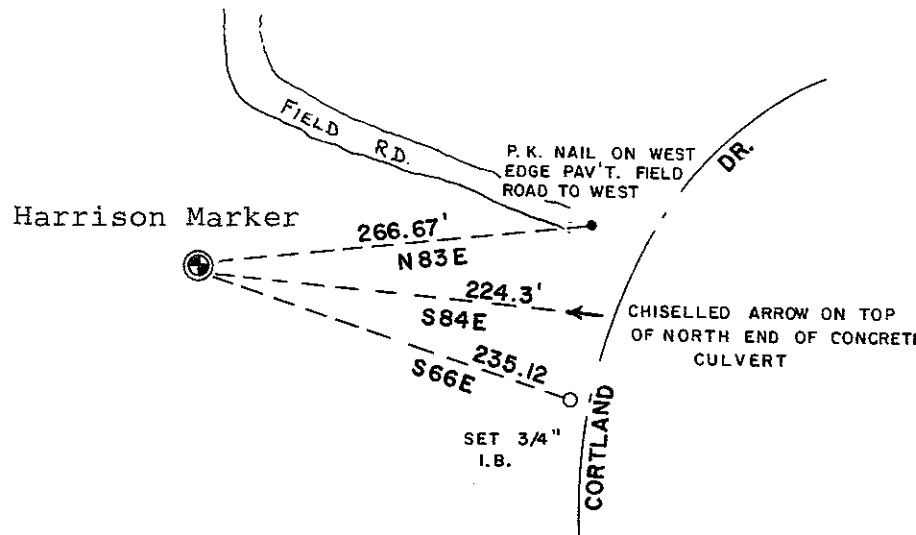 FIELD RD.
P. K. NAIL ON WEST
EDGE PAV'T. FIELD
ROAD TO WEST
DR.
Harrison Marker
266.67'
N83E
224.3'
S84E
CHISELLED ARROW ON TOP
OF NORTH END OF CONCRETE
CULVERT
235.12
S66E
SET 3/4"
I.B.
CORTLAND